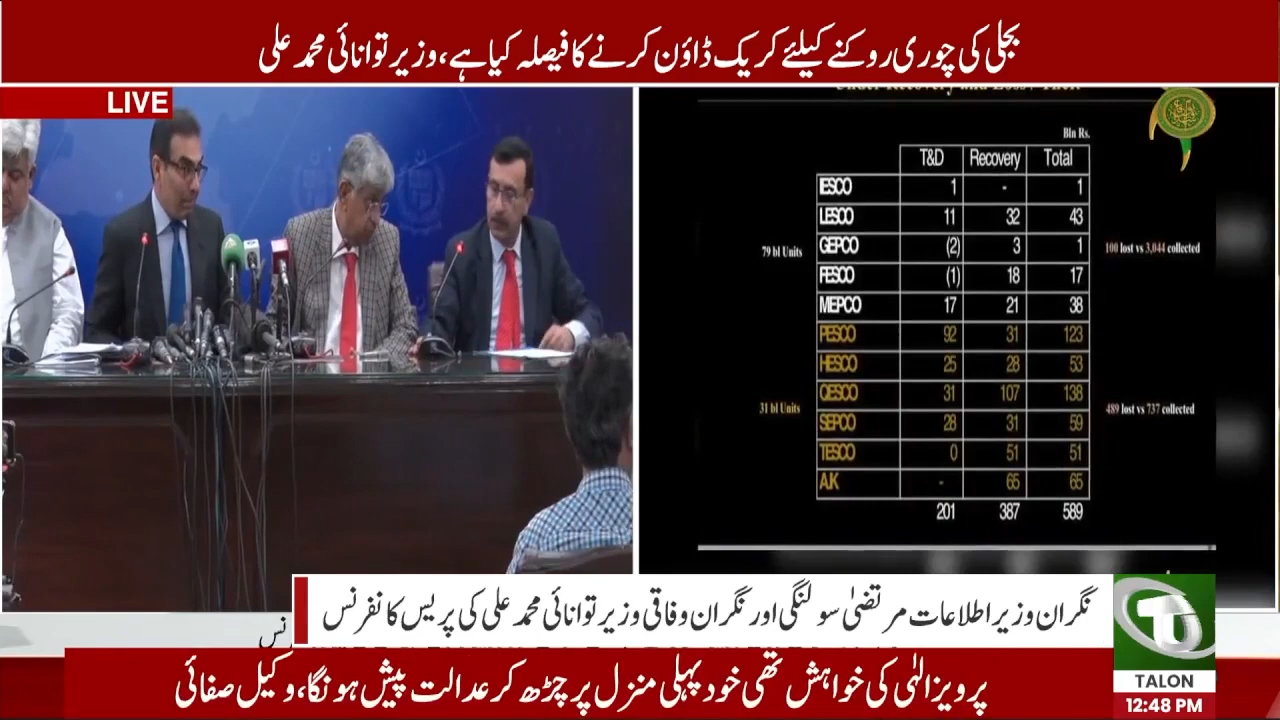 بجلی کی چوری روکنے کیلئے کریک ڈاؤن کرنے کا فیصلہ کیا ہے، وزیر توانائی محمد علی
LIVE
Under Recovery and Loss / Theft
Bln Rs.
T&D Recovery Total
IESCO 1 - 1
LESCO 11 32 43
GEPCO (2) 3 1
79 bl Units
100 lost vs 3,044 collected
FESCO (1) 18 17
MEPCO 17 21 38
PESCO 92 31 123
HESCO 25 28 53
QESCO 31 107 138
31 bl Units
489 lost vs 737 collected
SEPCO 28 31 59
TESCO 0 51 51
AJK - 65 65
201 387 589
نگران وزیر اطلاعات مرتضیٰ سولنگی اور نگران وفاقی وزیر توانائی محمد علی کی پریس کانفرنس
پرویز الٰہی کی خواہش تھی خود پہلی منزل پر چڑھ کر عدالت پیش ہونگا، وکیل صفائی
TALON
12:48 PM